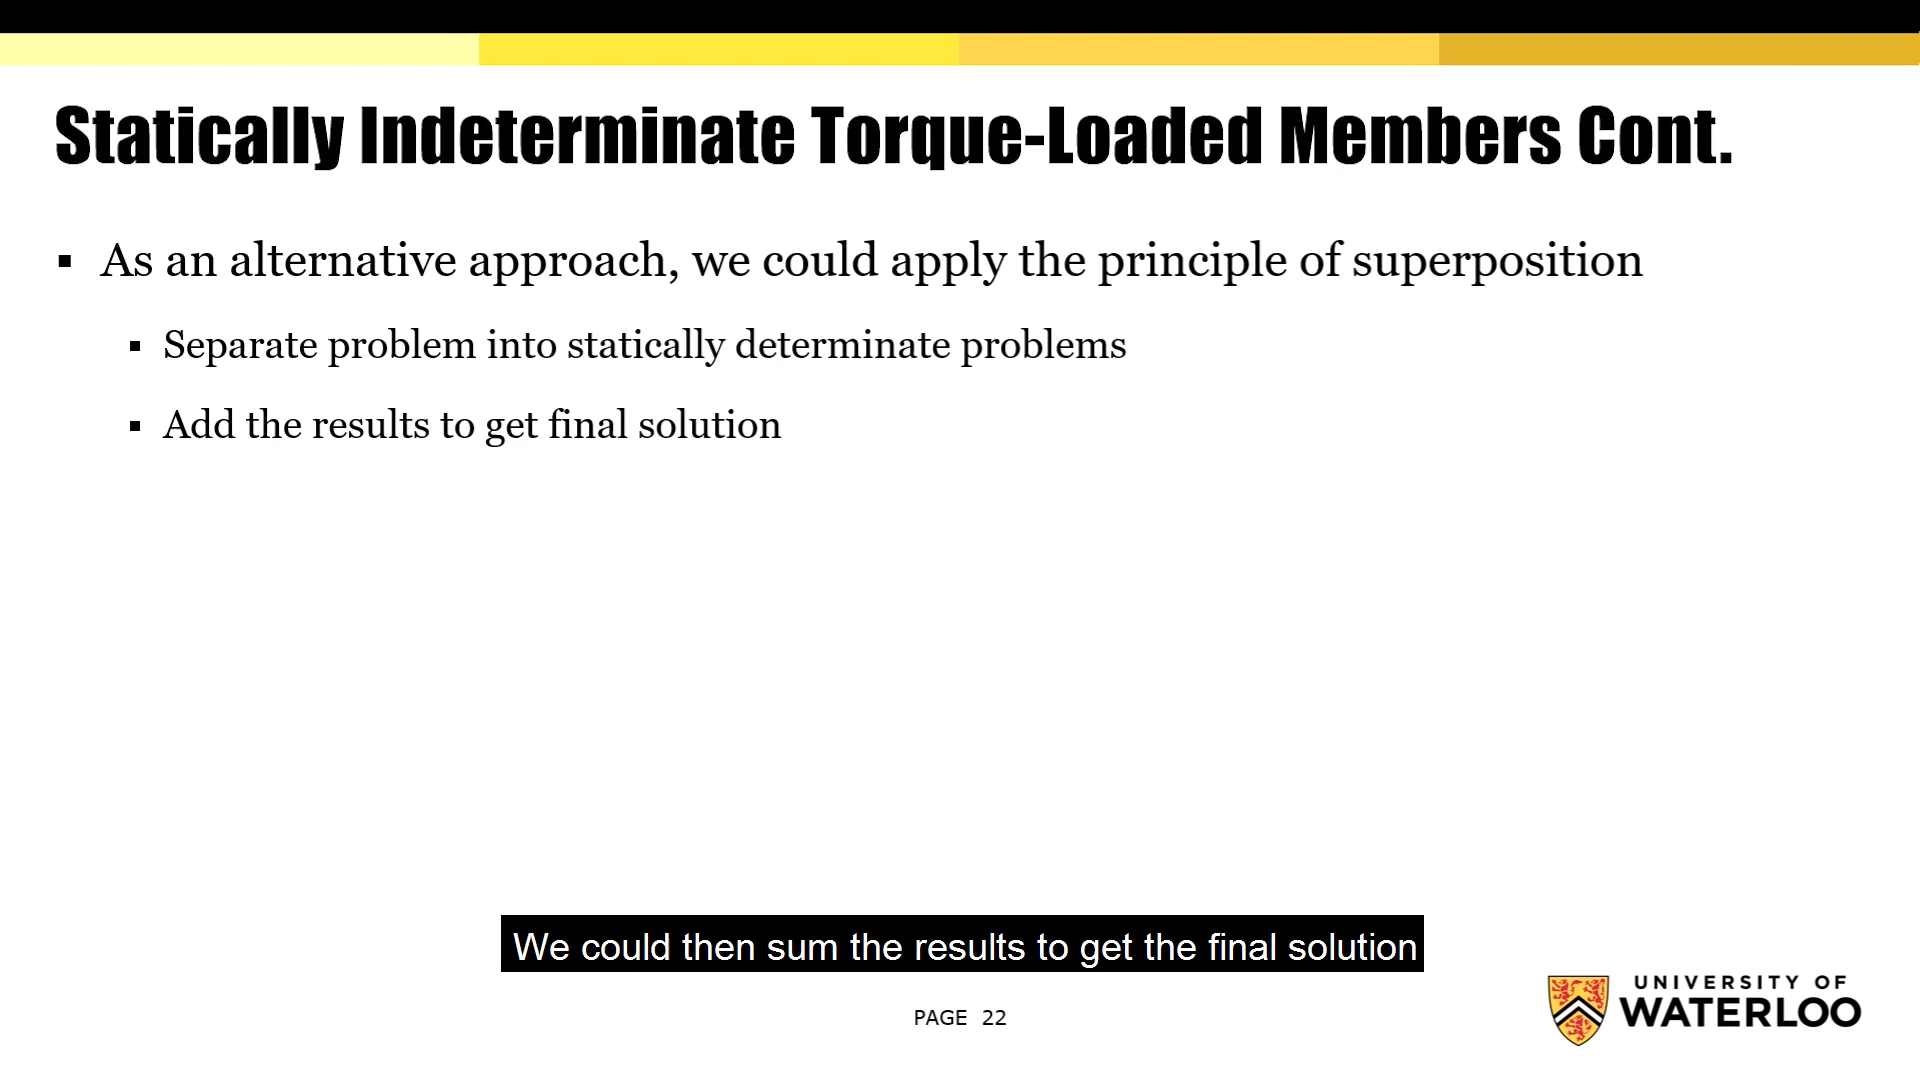 Statically Indeterminate Torque-Loaded Members Cont.
▪ As an alternative approach, we could apply the principle of superposition
▪ Separate problem into statically determinate problems
▪ Add the results to get final solution
We could then sum the results to get the final solution
PAGE 22
UNIVERSITY OF
WATERLOO